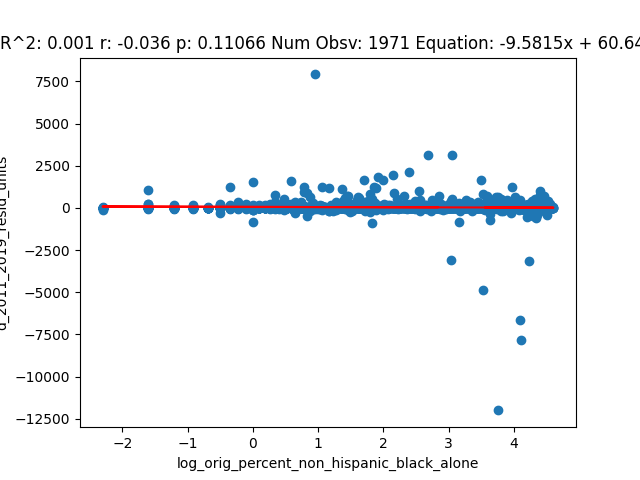 R^2: 0.001 r: -0.036 p: 0.11066 Num Obsv: 1971 Equation: -9.5815x + 60.64
7500
5000
2500
0
−2500
−5000
−7500
−10000
−12500
d_2011_2019_resid_units
−2 −1 0 1 2 3 4
log_orig_percent_non_hispanic_black_alone